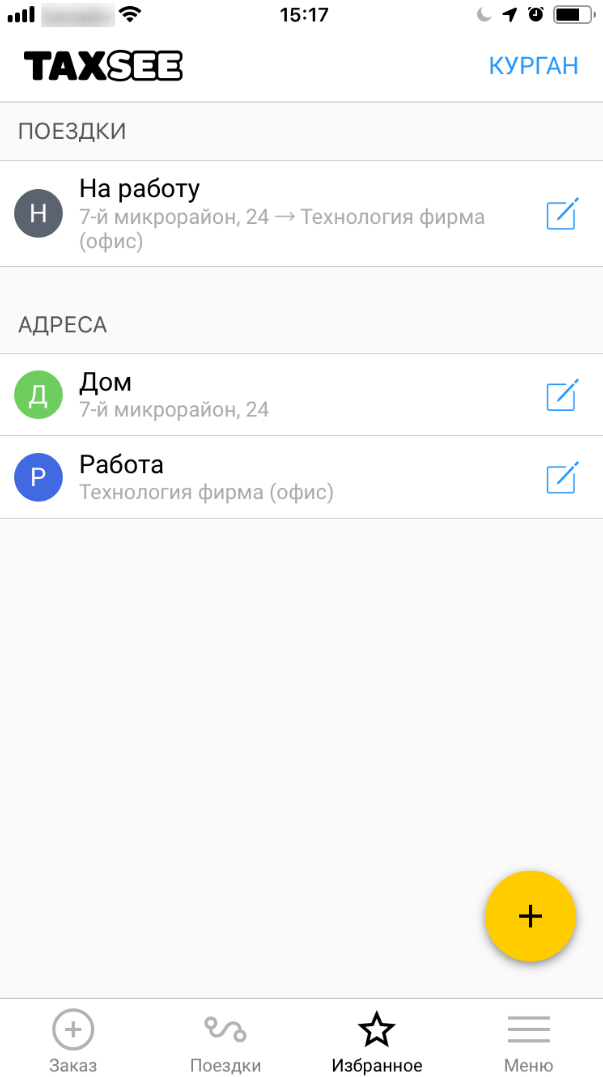 15:17
TAXSEE
КУРГАН
ПОЕЗДКИ
Н
На работу
7-й микрорайон, 24 → Технология фирма
(офис)
АДРЕСА
Д
Дом
7-й микрорайон, 24
Р
Работа
Технология фирма (офис)
+
Заказ
Поездки
Избранное
Меню